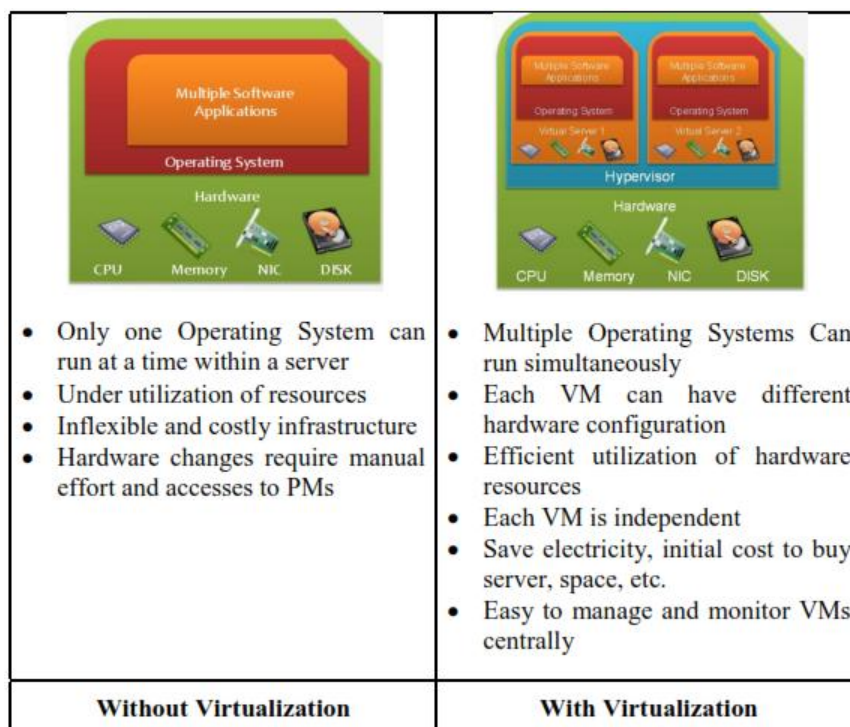 Multiple Software
Applications
Operating System
Hardware
CPU Memory NIC DISK
• Only one Operating System can
run at a time within a server
• Under utilization of resources
• Inflexible and costly infrastructure
• Hardware changes require manual
effort and accesses to PMs
Without Virtualization
Multiple Software
Applications
Operating System
Virtual Server 1
Multiple Software
Applications
Operating System
Virtual Server 2
Hypervisor
Hardware
CPU Memory NIC DISK
• Multiple Operating Systems Can
run simultaneously
• Each VM can have different
hardware configuration
• Efficient utilization of hardware
resources
• Each VM is independent
• Save electricity, initial cost to buy
server, space, etc.
• Easy to manage and monitor VMs
centrally
With Virtualization